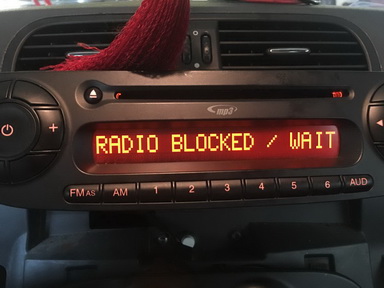 mp3
RADIO BLOCKED / WAIT
+
FM AS AM 1 2 3 4 5 6 AUD